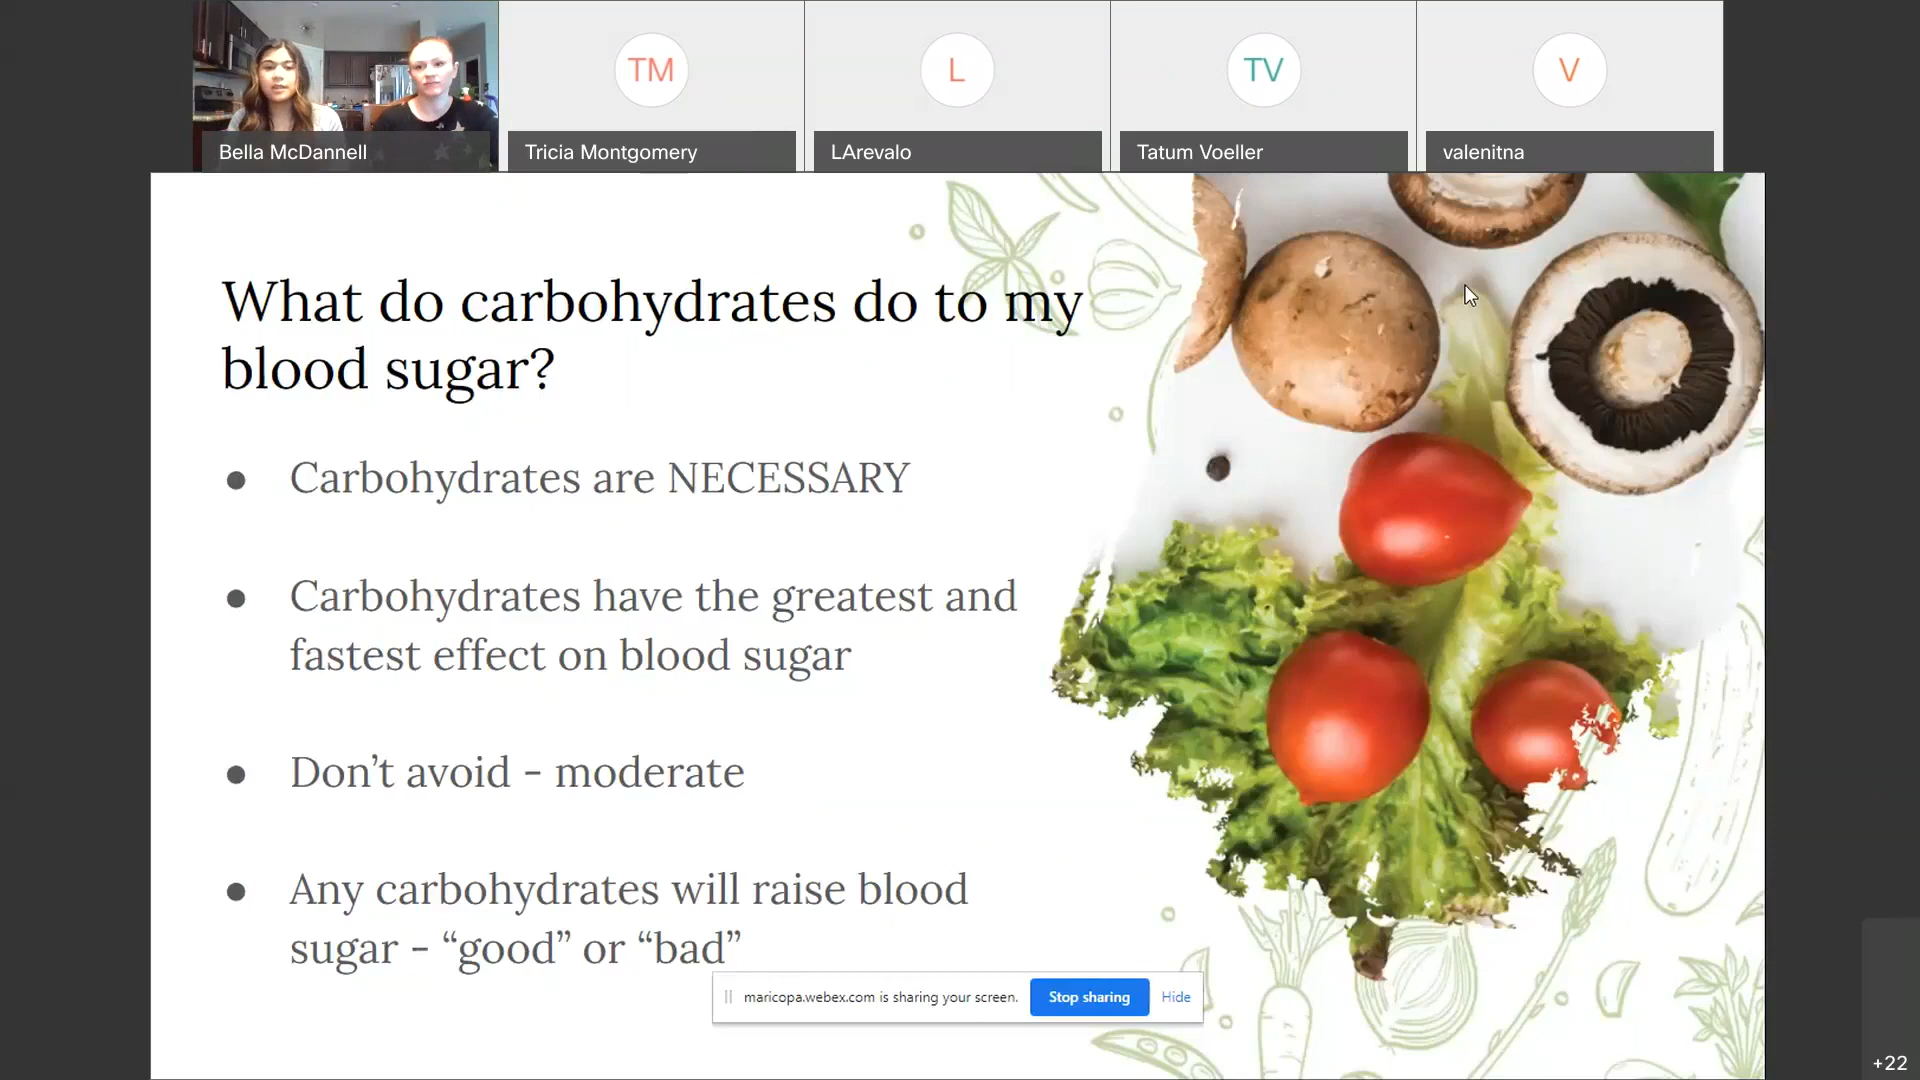 TM
L
TV
V
Bella McDannell
Tricia Montgomery
LArevalo
Tatum Voeller
valenitna
What do carbohydrates do to my
blood sugar?
● Carbohydrates are NECESSARY
● Carbohydrates have the greatest and
fastest effect on blood sugar
● Don’t avoid - moderate
● Any carbohydrates will raise blood
sugar - “good” or “bad”
maricopa.webex.com is sharing your screen.
Stop sharing
Hide
+22